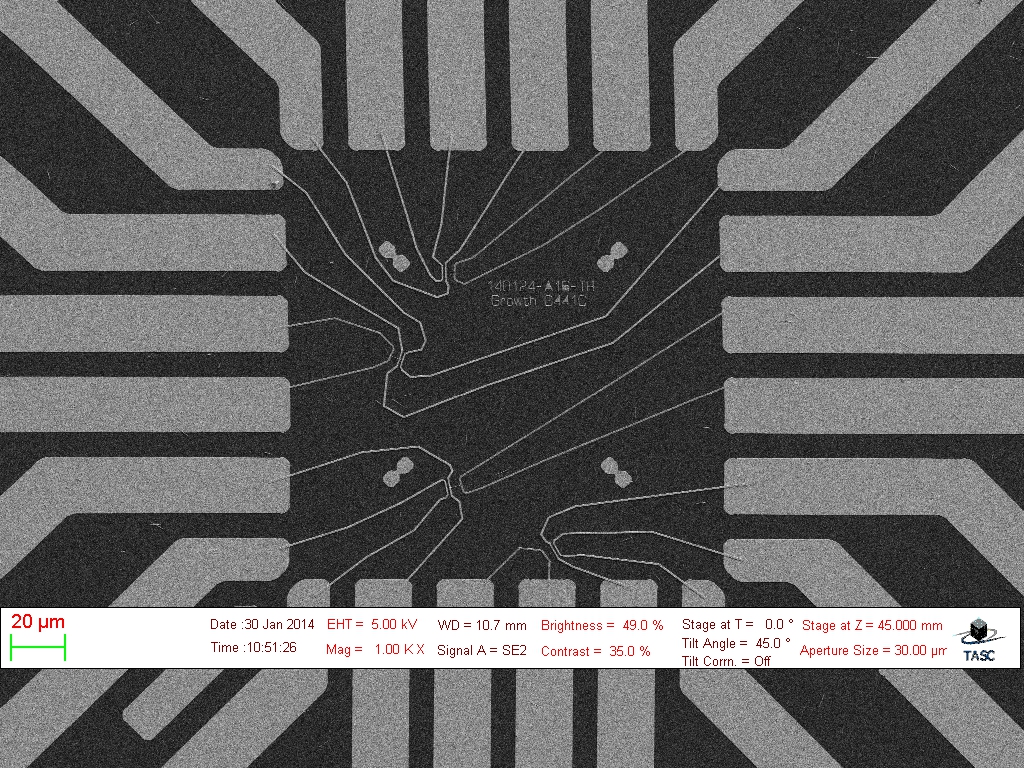 140124-A16-1H
Growth C441C
20 µm
Date :30 Jan 2014
Time :10:51:26
EHT = 5.00 kV
Mag = 1.00 K X
WD = 10.7 mm
Signal A = SE2
Brightness = 49.0 %
Contrast = 35.0 %
Stage at T = 0.0 °
Tilt Angle = 45.0 °
Tilt Corrn. = Off
Stage at Z = 45.000 mm
Aperture Size = 30.00 µm
TASC